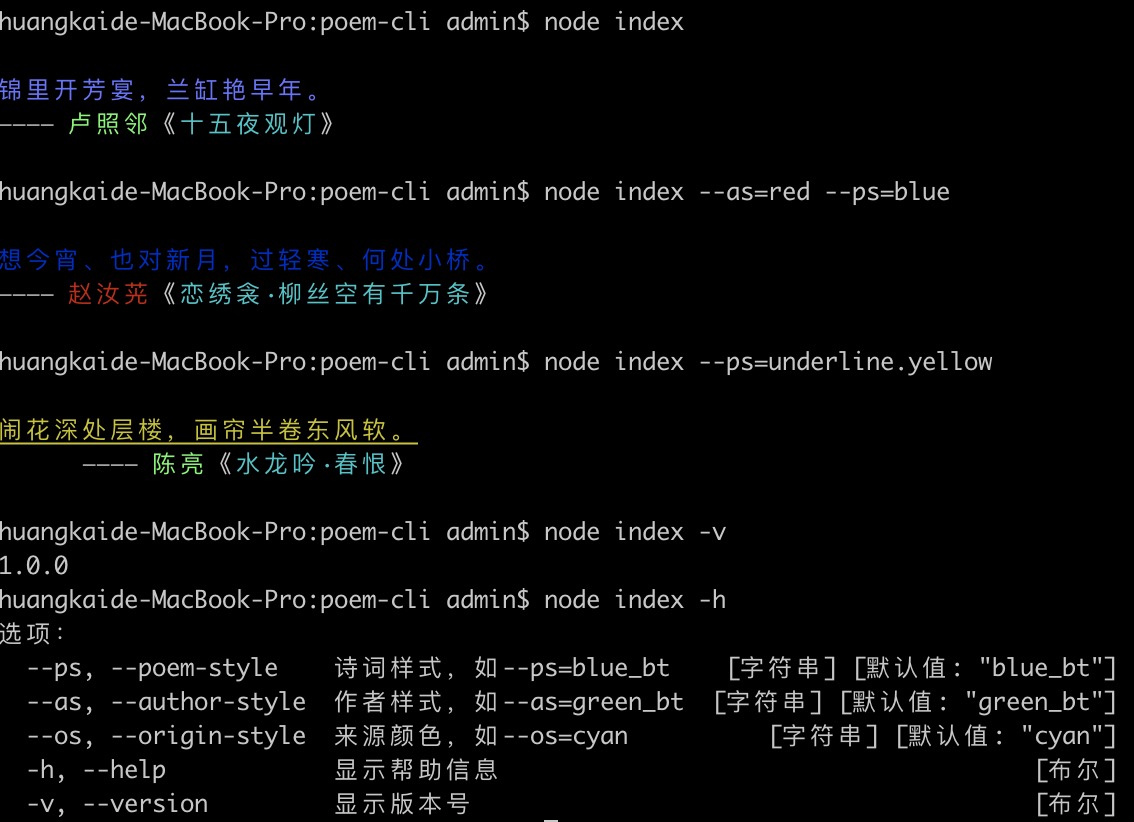 huangkaide-MacBook-Pro:poem-cli admin$ node index
锦里开芳宴，兰缸艳早年。
———— 卢照邻《十五夜观灯》
huangkaide-MacBook-Pro:poem-cli admin$ node index --as=red --ps=blue
想今宵、也对新月，过轻寒、何处小桥。
———— 赵汝茪《恋绣衾·柳丝空有千万条》
huangkaide-MacBook-Pro:poem-cli admin$ node index --ps=underline.yellow
闹花深处层楼，画帘半卷东风软。
———— 陈亮《水龙吟·春恨》
huangkaide-MacBook-Pro:poem-cli admin$ node index -v
1.0.0
huangkaide-MacBook-Pro:poem-cli admin$ node index -h
选项：
--ps, --poem-style 诗词样式，如--ps=blue_bt [字符串] [默认值: "blue_bt"]
--as, --author-style 作者样式，如--as=green_bt [字符串] [默认值: "green_bt"]
--os, --origin-style 来源颜色，如--os=cyan [字符串] [默认值: "cyan"]
-h, --help 显示帮助信息 [布尔]
-v, --version 显示版本号 [布尔]